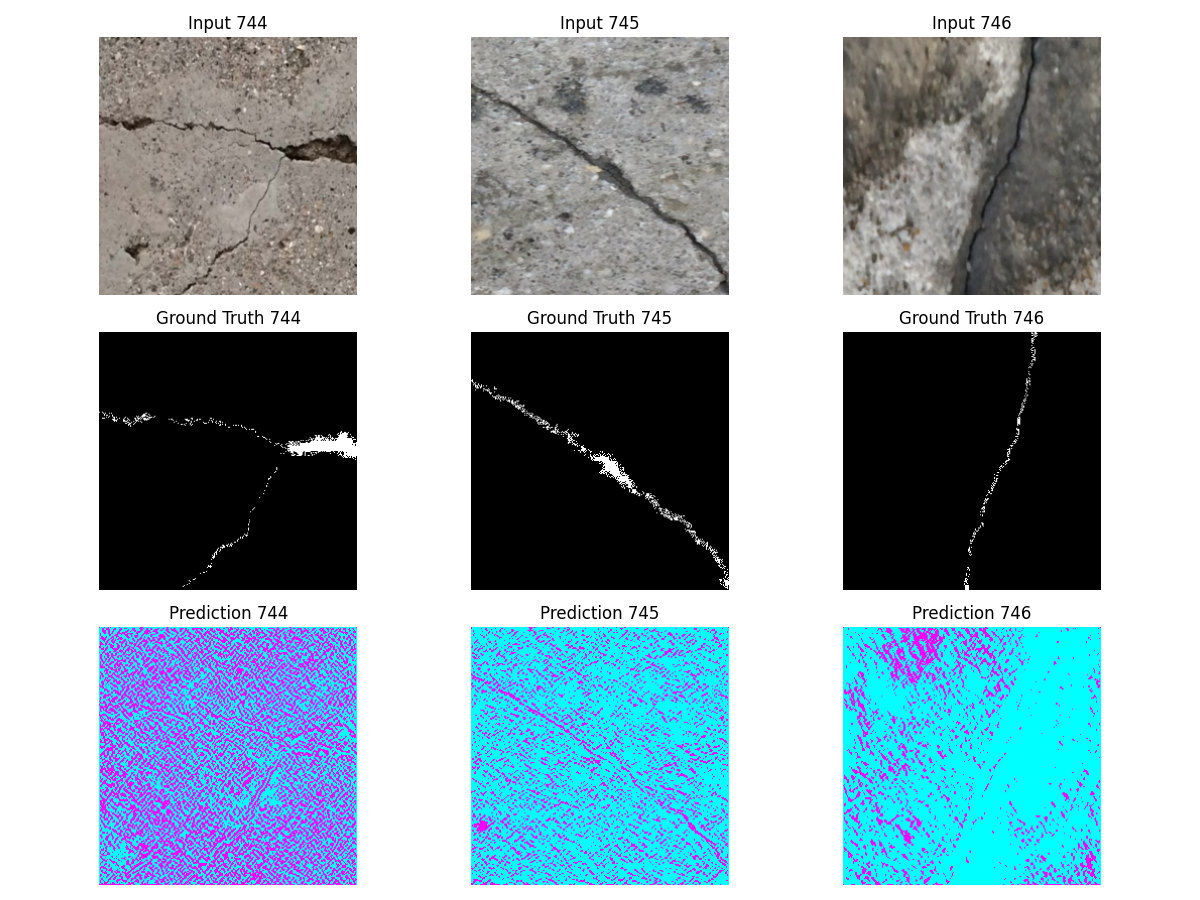 Input 744
Input 745
Input 746
Ground Truth 744
Ground Truth 745
Ground Truth 746
Prediction 744
Prediction 745
Prediction 746